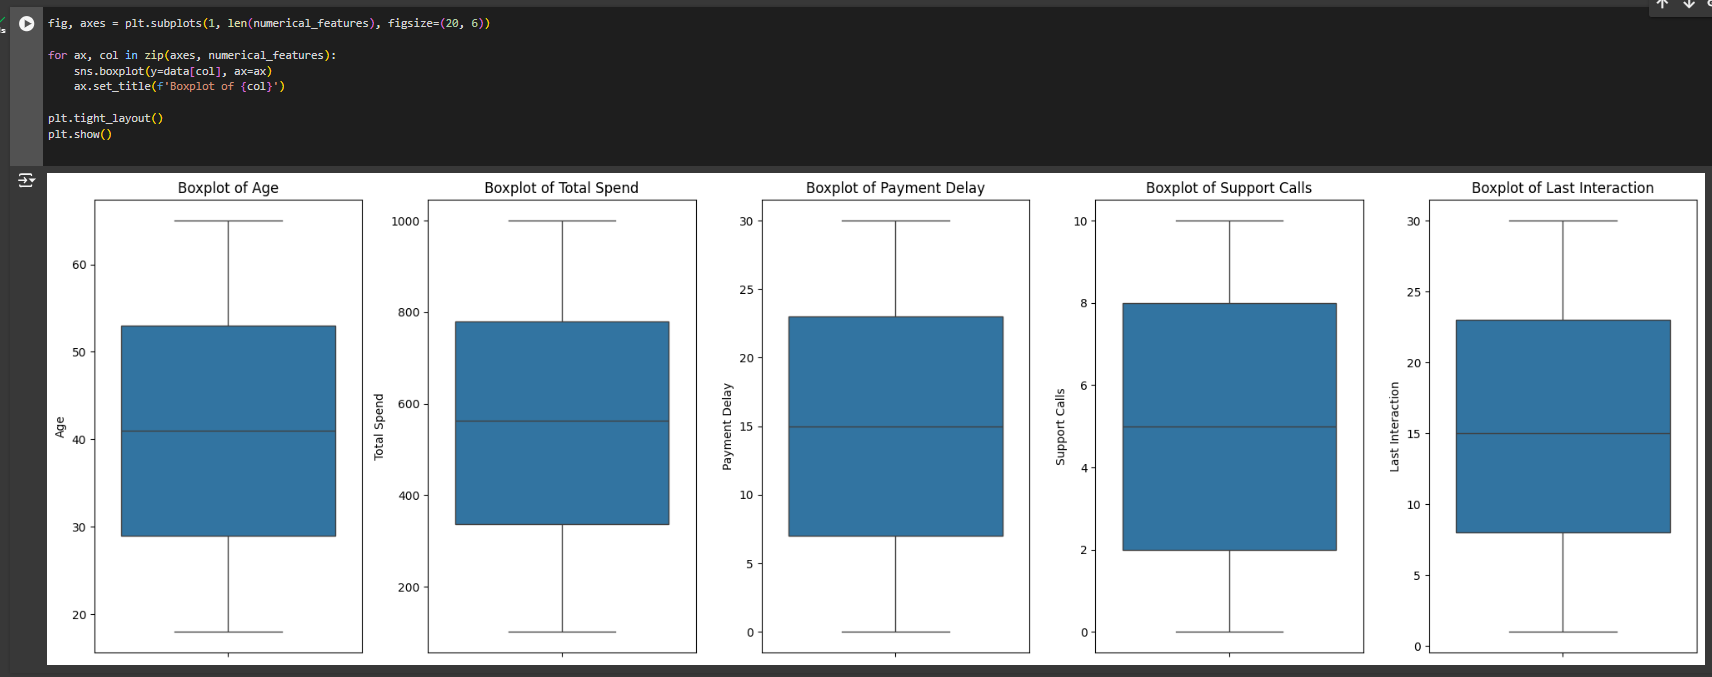 fig, axes = plt.subplots(1, len(numerical_features), figsize=(20, 6))
for ax, col in zip(axes, numerical_features):
    sns.boxplot(y=data[col], ax=ax)
    ax.set_title(f'Boxplot of {col}')
plt.tight_layout()
plt.show()
Boxplot of Age
Age
60
50
40
30
20
Boxplot of Total Spend
Total Spend
1000
800
600
400
200
Boxplot of Payment Delay
Payment Delay
30
25
20
15
10
5
0
Boxplot of Support Calls
Support Calls
10
8
6
4
2
0
Boxplot of Last Interaction
Last Interaction
30
25
20
15
10
5
0